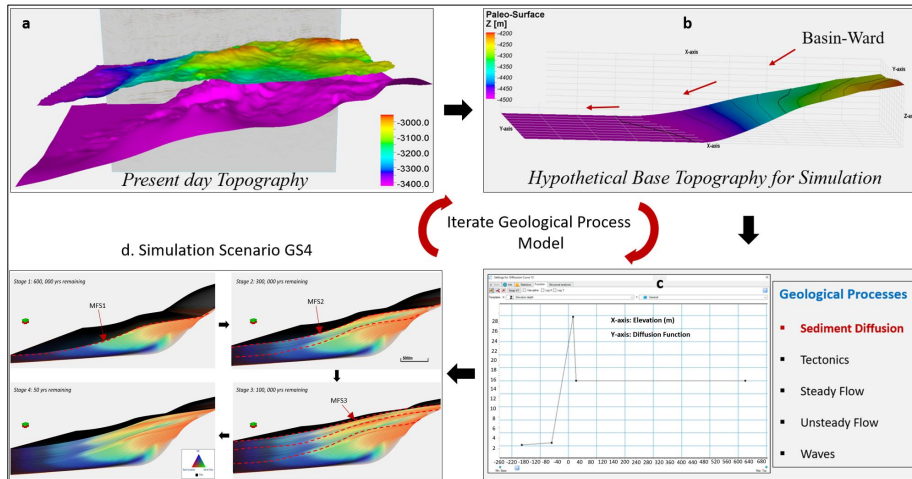 a
-3000.0
-3100.0
-3200.0
-3300.0
-3400.0
Present day Topography
b
Paleo-Surface
Z [m]
-4200
-4250
-4300
-4350
-4400
-4450
-4500
Basin-Ward
X-axis
Y-axis
Z-axis
Y-axis
X-axis
Hypothetical Base Topography for Simulation
Iterate Geological Process
Model
d. Simulation Scenario GS4
Stage 1: 600, 000 yrs remaining
MFS1
Stage 2: 300, 000 yrs remaining
MFS2
Stage 4: 50 yrs remaining
Stage 3: 100, 000 yrs remaining
MFS3
c
X-axis: Elevation (m)
Y-axis: Diffusion Function
28
26
24
22
20
18
16
14
12
10
8
6
4
2
-260 -220 -180 -140 -100 -60 -20 0 40 80 120 160 200 240 280 320 360 400 440 480 520 560 600 640 680
Geological Processes
Sediment Diffusion
Tectonics
Steady Flow
Unsteady Flow
Waves